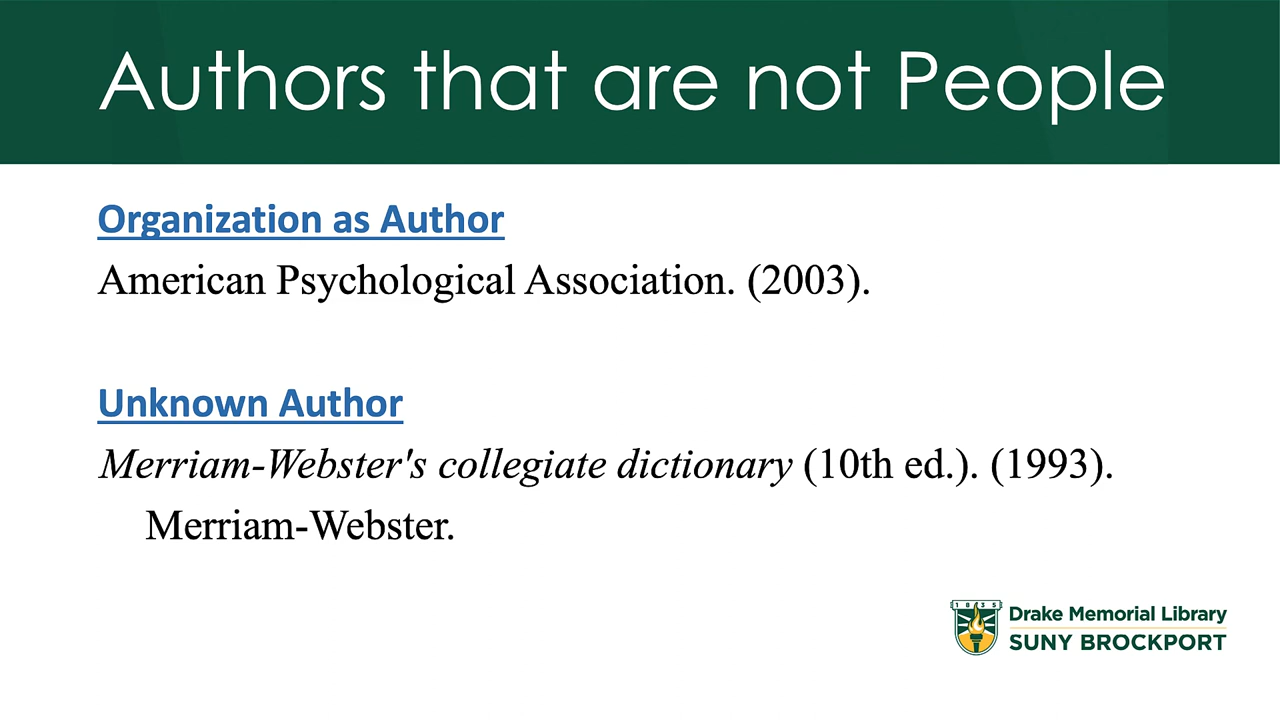 Authors that are not People
Organization as Author
American Psychological Association. (2003).
Unknown Author
Merriam-Webster's collegiate dictionary (10th ed.). (1993).
Merriam-Webster.
1835
Drake Memorial Library
SUNY BROCKPORT